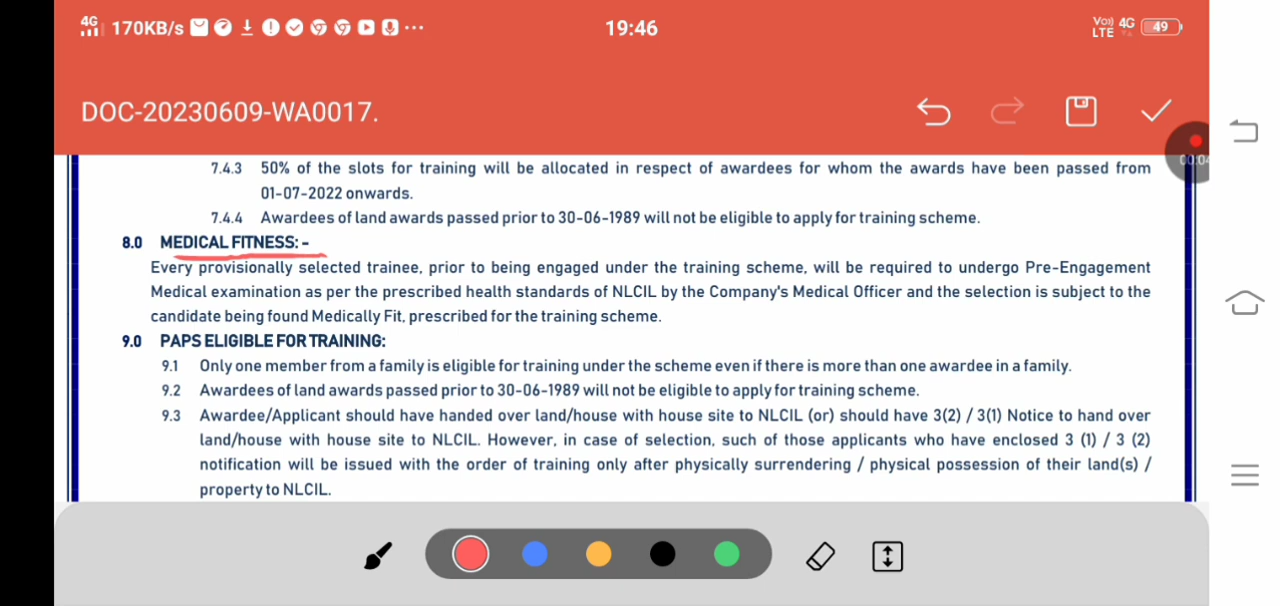 4G 170KB/s 19:46 Vo) LTE 4G 49
DOC-20230609-WA0017.
00:04
7.4.3 50% of the slots for training will be allocated in respect of awardees for whom the awards have been passed from
01-07-2022 onwards.
7.4.4 Awardees of land awards passed prior to 30-06-1989 will not be eligible to apply for training scheme.
8.0 MEDICAL FITNESS: -
Every provisionally selected trainee, prior to being engaged under the training scheme, will be required to undergo Pre-Engagement
Medical examination as per the prescribed health standards of NLCIL by the Company's Medical Officer and the selection is subject to the
candidate being found Medically Fit, prescribed for the training scheme.
9.0 PAPS ELIGIBLE FOR TRAINING:
9.1 Only one member from a family is eligible for training under the scheme even if there is more than one awardee in a family.
9.2 Awardees of land awards passed prior to 30-06-1989 will not be eligible to apply for training scheme.
9.3 Awardee/Applicant should have handed over land/house with house site to NLCIL (or) should have 3(2) / 3(1) Notice to hand over
land/house with house site to NLCIL. However, in case of selection, such of those applicants who have enclosed 3 (1) / 3 (2)
notification will be issued with the order of training only after physically surrendering / physical possession of their land(s) /
property to NLCIL.